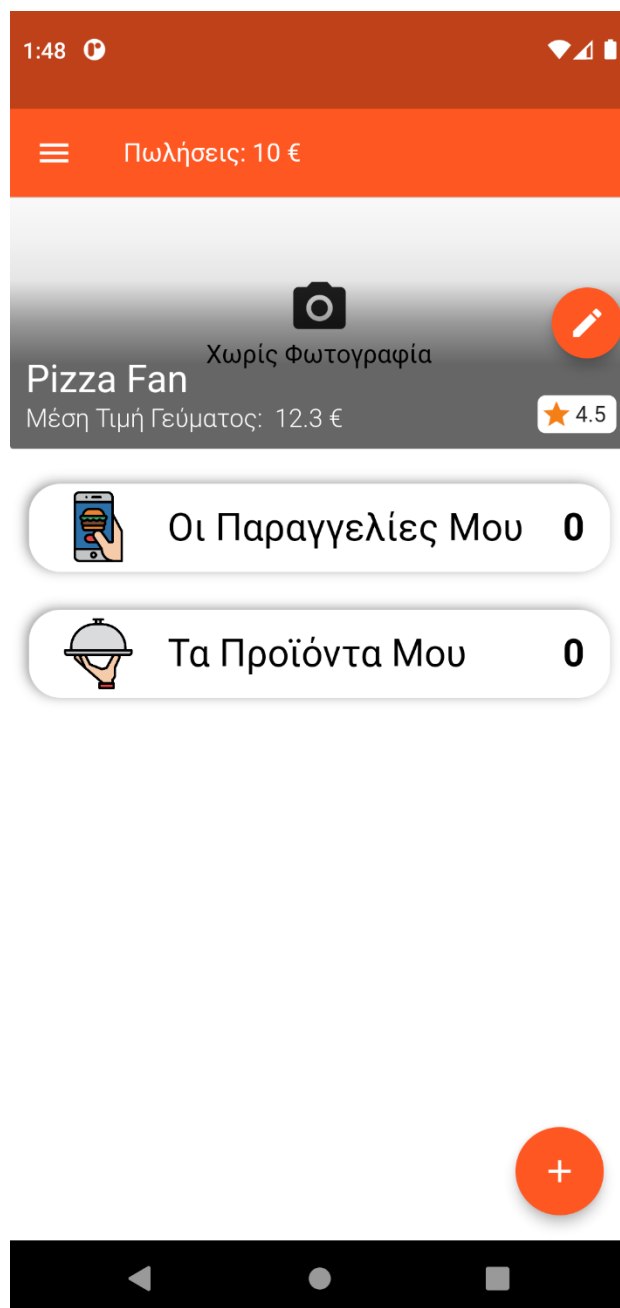 1:48
Πωλήσεις: 10 €
Χωρίς Φωτογραφία
Pizza Fan
Μέση Τιμή Γεύματος: 12.3 €
4.5
Οι Παραγγελίες Μου 0
Τα Προϊόντα Μου 0